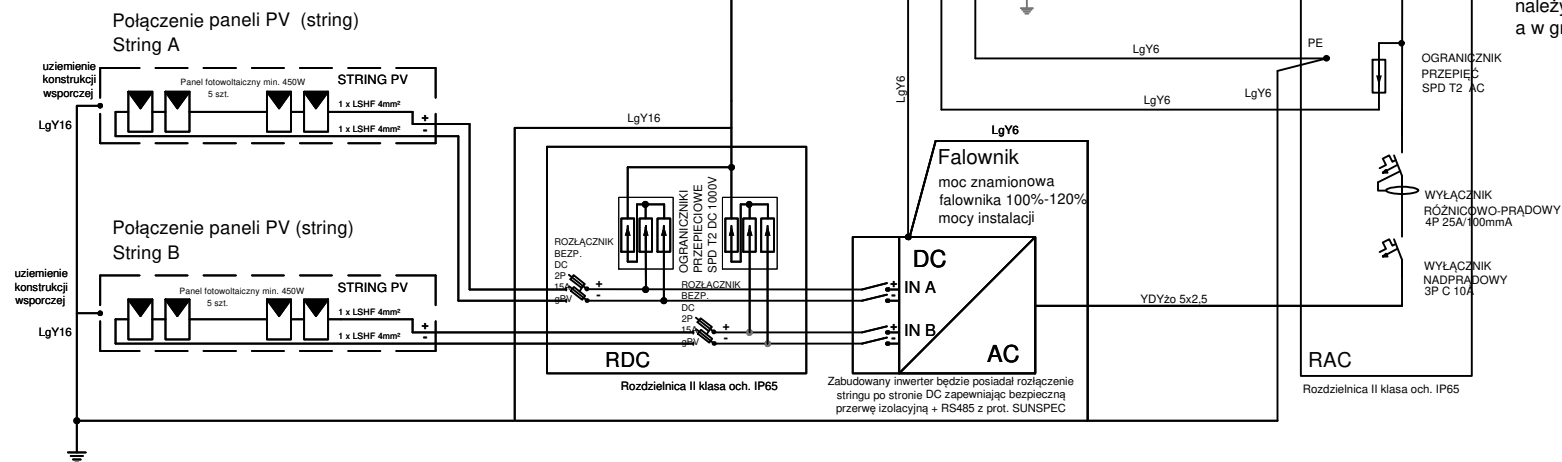 Połączenie paneli PV (string)
String A
uziemienie
konstrukcji
wsporczej
LgY16
Panel fotowoltaiczny min. 450W
5 szt.
STRING PV
1 x LSHF 4mm²
+
1 x LSHF 4mm²
-
Połączenie paneli PV (string)
String B
uziemienie
konstrukcji
wsporczej
LgY16
Panel fotowoltaiczny min. 450W
5 szt.
STRING PV
1 x LSHF 4mm²
+
1 x LSHF 4mm²
-
LgY16
ROZŁĄCZNIK
BEZP.
DC
2P
15A
gPV
+
-
OGRANICZNIKI
PRZEPIĘCIOWE
SPD T2 DC 1000V
ROZŁĄCZNIK
BEZP.
DC
2P
15A
gPV
+
-
RDC
Rozdzielnica II klasa och. IP65
LgY6
LgY6
Falownik
moc znamionowa
falownika 100%-120%
mocy instalacji
DC
+
IN A
-
+
IN B
-
AC
Zabudowany inwerter będzie posiadał rozłączenie
stringu po stronie DC zapewniając bezpieczną
przerwę izolacyjną + RS485 z prot. SUNSPEC
LgY6
LgY6
LgY6
PE
YDYżo 5x2,5
OGRANICZNIK
PRZEPIĘĆ
SPD T2 AC
WYŁĄCZNIK
RÓŻNICOWO-PRĄDOWY
4P 25A/100mmA
WYŁĄCZNIK
NADPRĄDOWY
3P C 10A
RAC
Rozdzielnica II klasa och. IP65
należy
a w gr